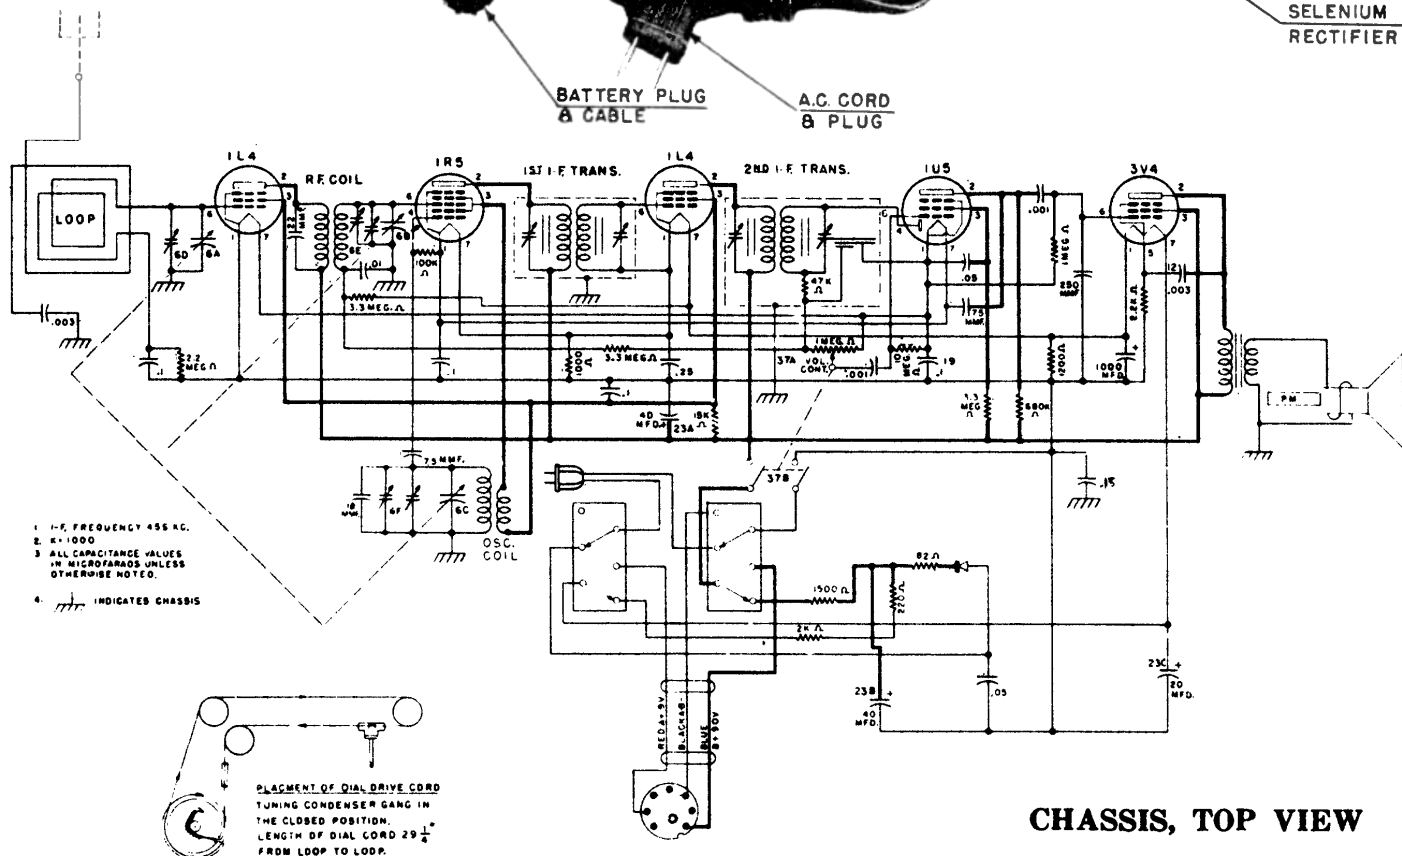 SELENIUM
RECTIFIER
BATTERY PLUG
& CABLE
A.C. CORD
& PLUG
1L4
R.F. COIL
1R5
1ST I-F. TRANS.
1L4
2ND I-F. TRANS.
1U5
3V4
LOOP
6D
6A
6E
6B
.01
100K
Ω
3.3 MEG.Ω
.003
.1
2.2
MEG Ω
.1
1000
Ω
3.3 MEG Ω
.25
.1
40
MFD.
23A
15K
Ω
47K
Ω
1 MEG. Ω
37A
VOL.
CONT.
.001
10
MEG
Ω
.19
.1
.05
75
MMF.
.001
1 MEG Ω
250
MMF.
1200
Ω
1000
MFD.
2.2K Ω
12
.003
3.3
MEG
Ω
680K
Ω
PM
7.5 MMF.
6F
6C
OSC.
COIL
37B
.15
82 Ω
1500 Ω
220 Ω
2K Ω
.05
23B
40
MFD.
23C
20
MFD.
RED A+ 9V
BLACK A-B-
BLUE
B+ 90V
1 I-F. FREQUENCY 455 KC.
2. K=1000
3 ALL CAPACITANCE VALUES
IN MICROFARADS UNLESS
OTHERWISE NOTED.
4. INDICATES CHASSIS
PLACMENT OF DIAL DRIVE CORD
TUNING CONDENSER GANG IN
THE CLOSED POSITION.
LENGTH OF DIAL CORD 29 1/4"
FROM LOOP TO LOOP.
CHASSIS, TOP VIEW